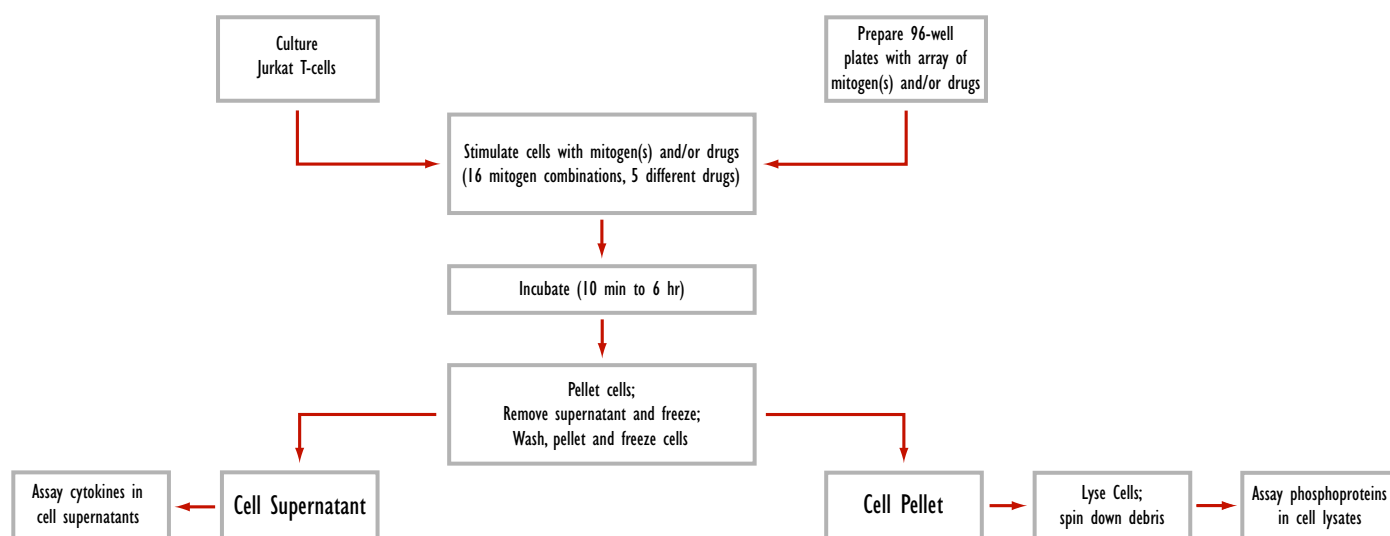 Culture
Jurkat T-cells
Prepare 96-well
plates with array of
mitogen(s) and/or drugs
Stimulate cells with mitogen(s) and/or drugs
(16 mitogen combinations, 5 different drugs)
Incubate (10 min to 6 hr)
Pellet cells;
Remove supernatant and freeze;
Wash, pellet and freeze cells
Assay cytokines in
cell supernatants
Cell Supernatant
Cell Pellet
Lyse Cells;
spin down debris
Assay phosphoproteins
in cell lysates